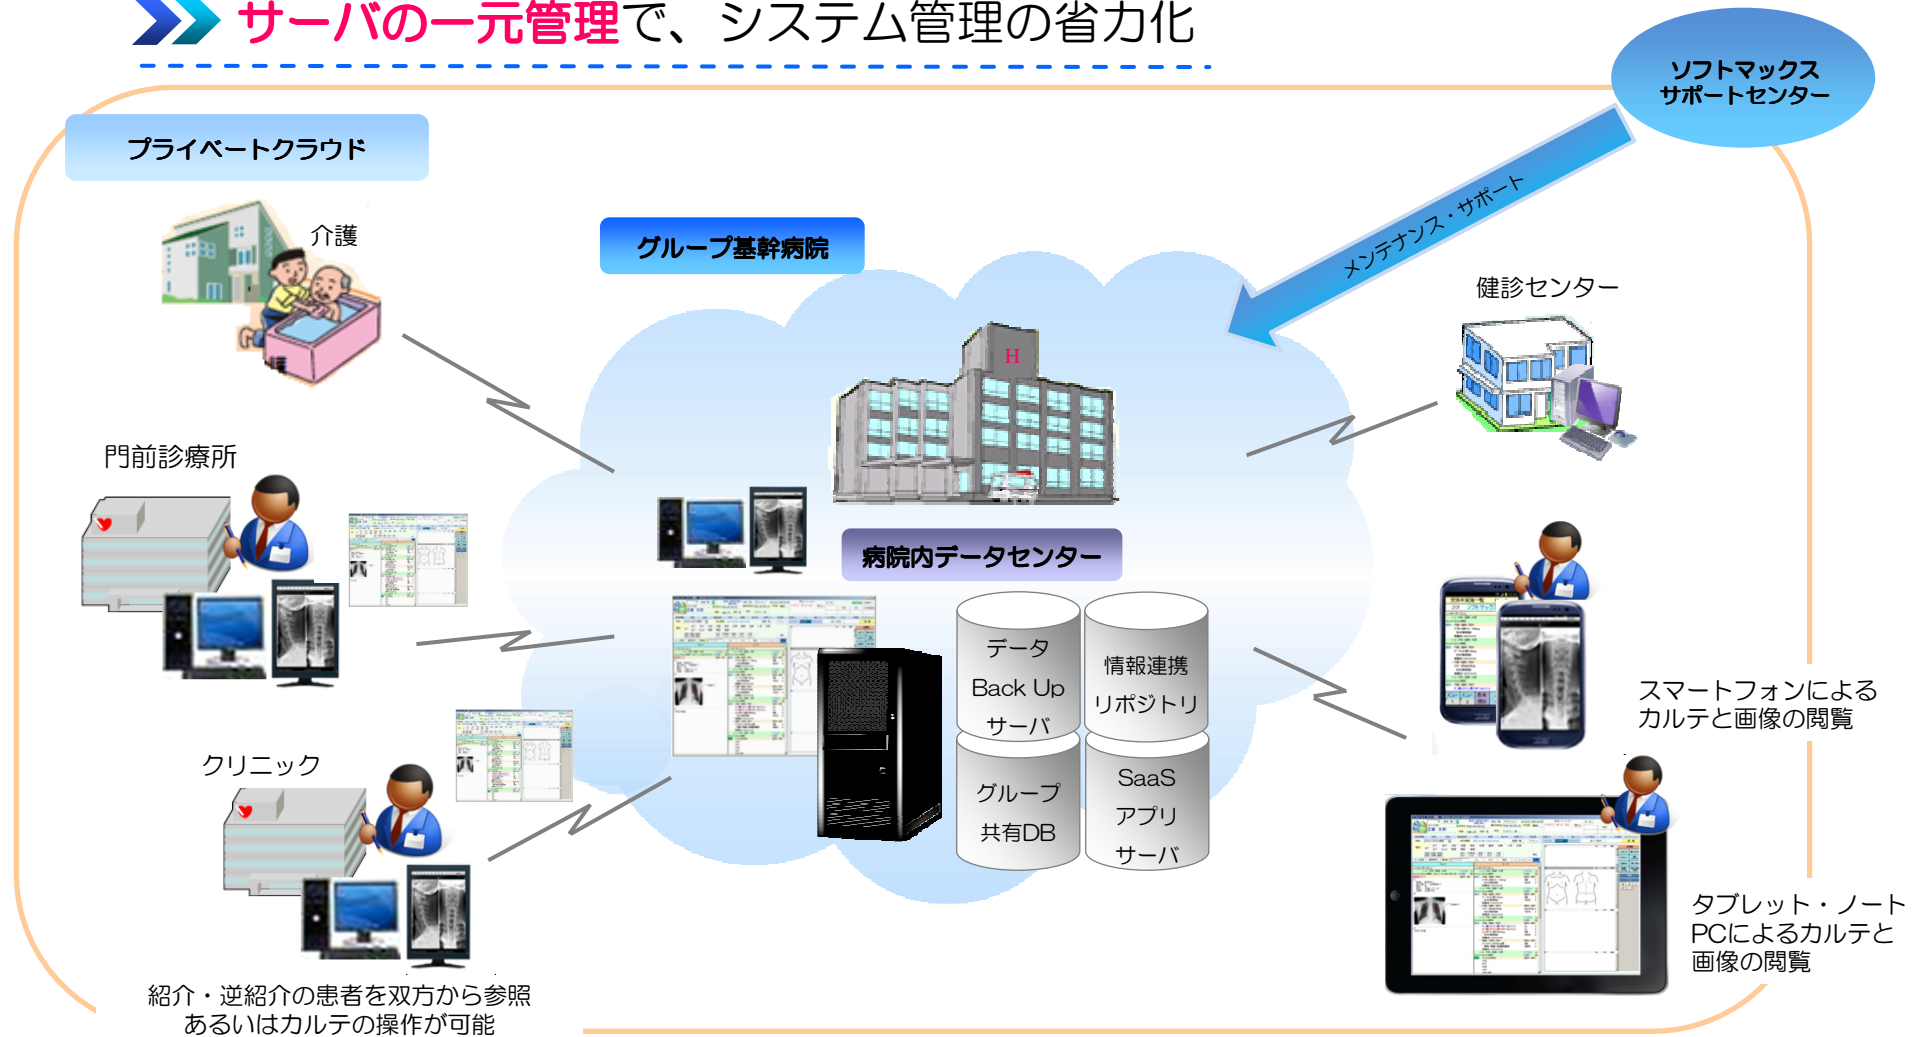 サーバの一元管理で、システム管理の省力化
ソフトマックス
サポートセンター
プライベートクラウド
メンテナンス・サポート
介護
グループ基幹病院
健診センター
H
門前診療所
病院内データセンター
データ
Back Up
サーバ
情報連携
リポジトリ
グループ
共有DB
SaaS
アプリ
サーバ
スマートフォンによる
カルテと画像の閲覧
クリニック
タブレット・ノート
PCによるカルテと
画像の閲覧
紹介・逆紹介の患者を双方から参照
あるいはカルテの操作が可能